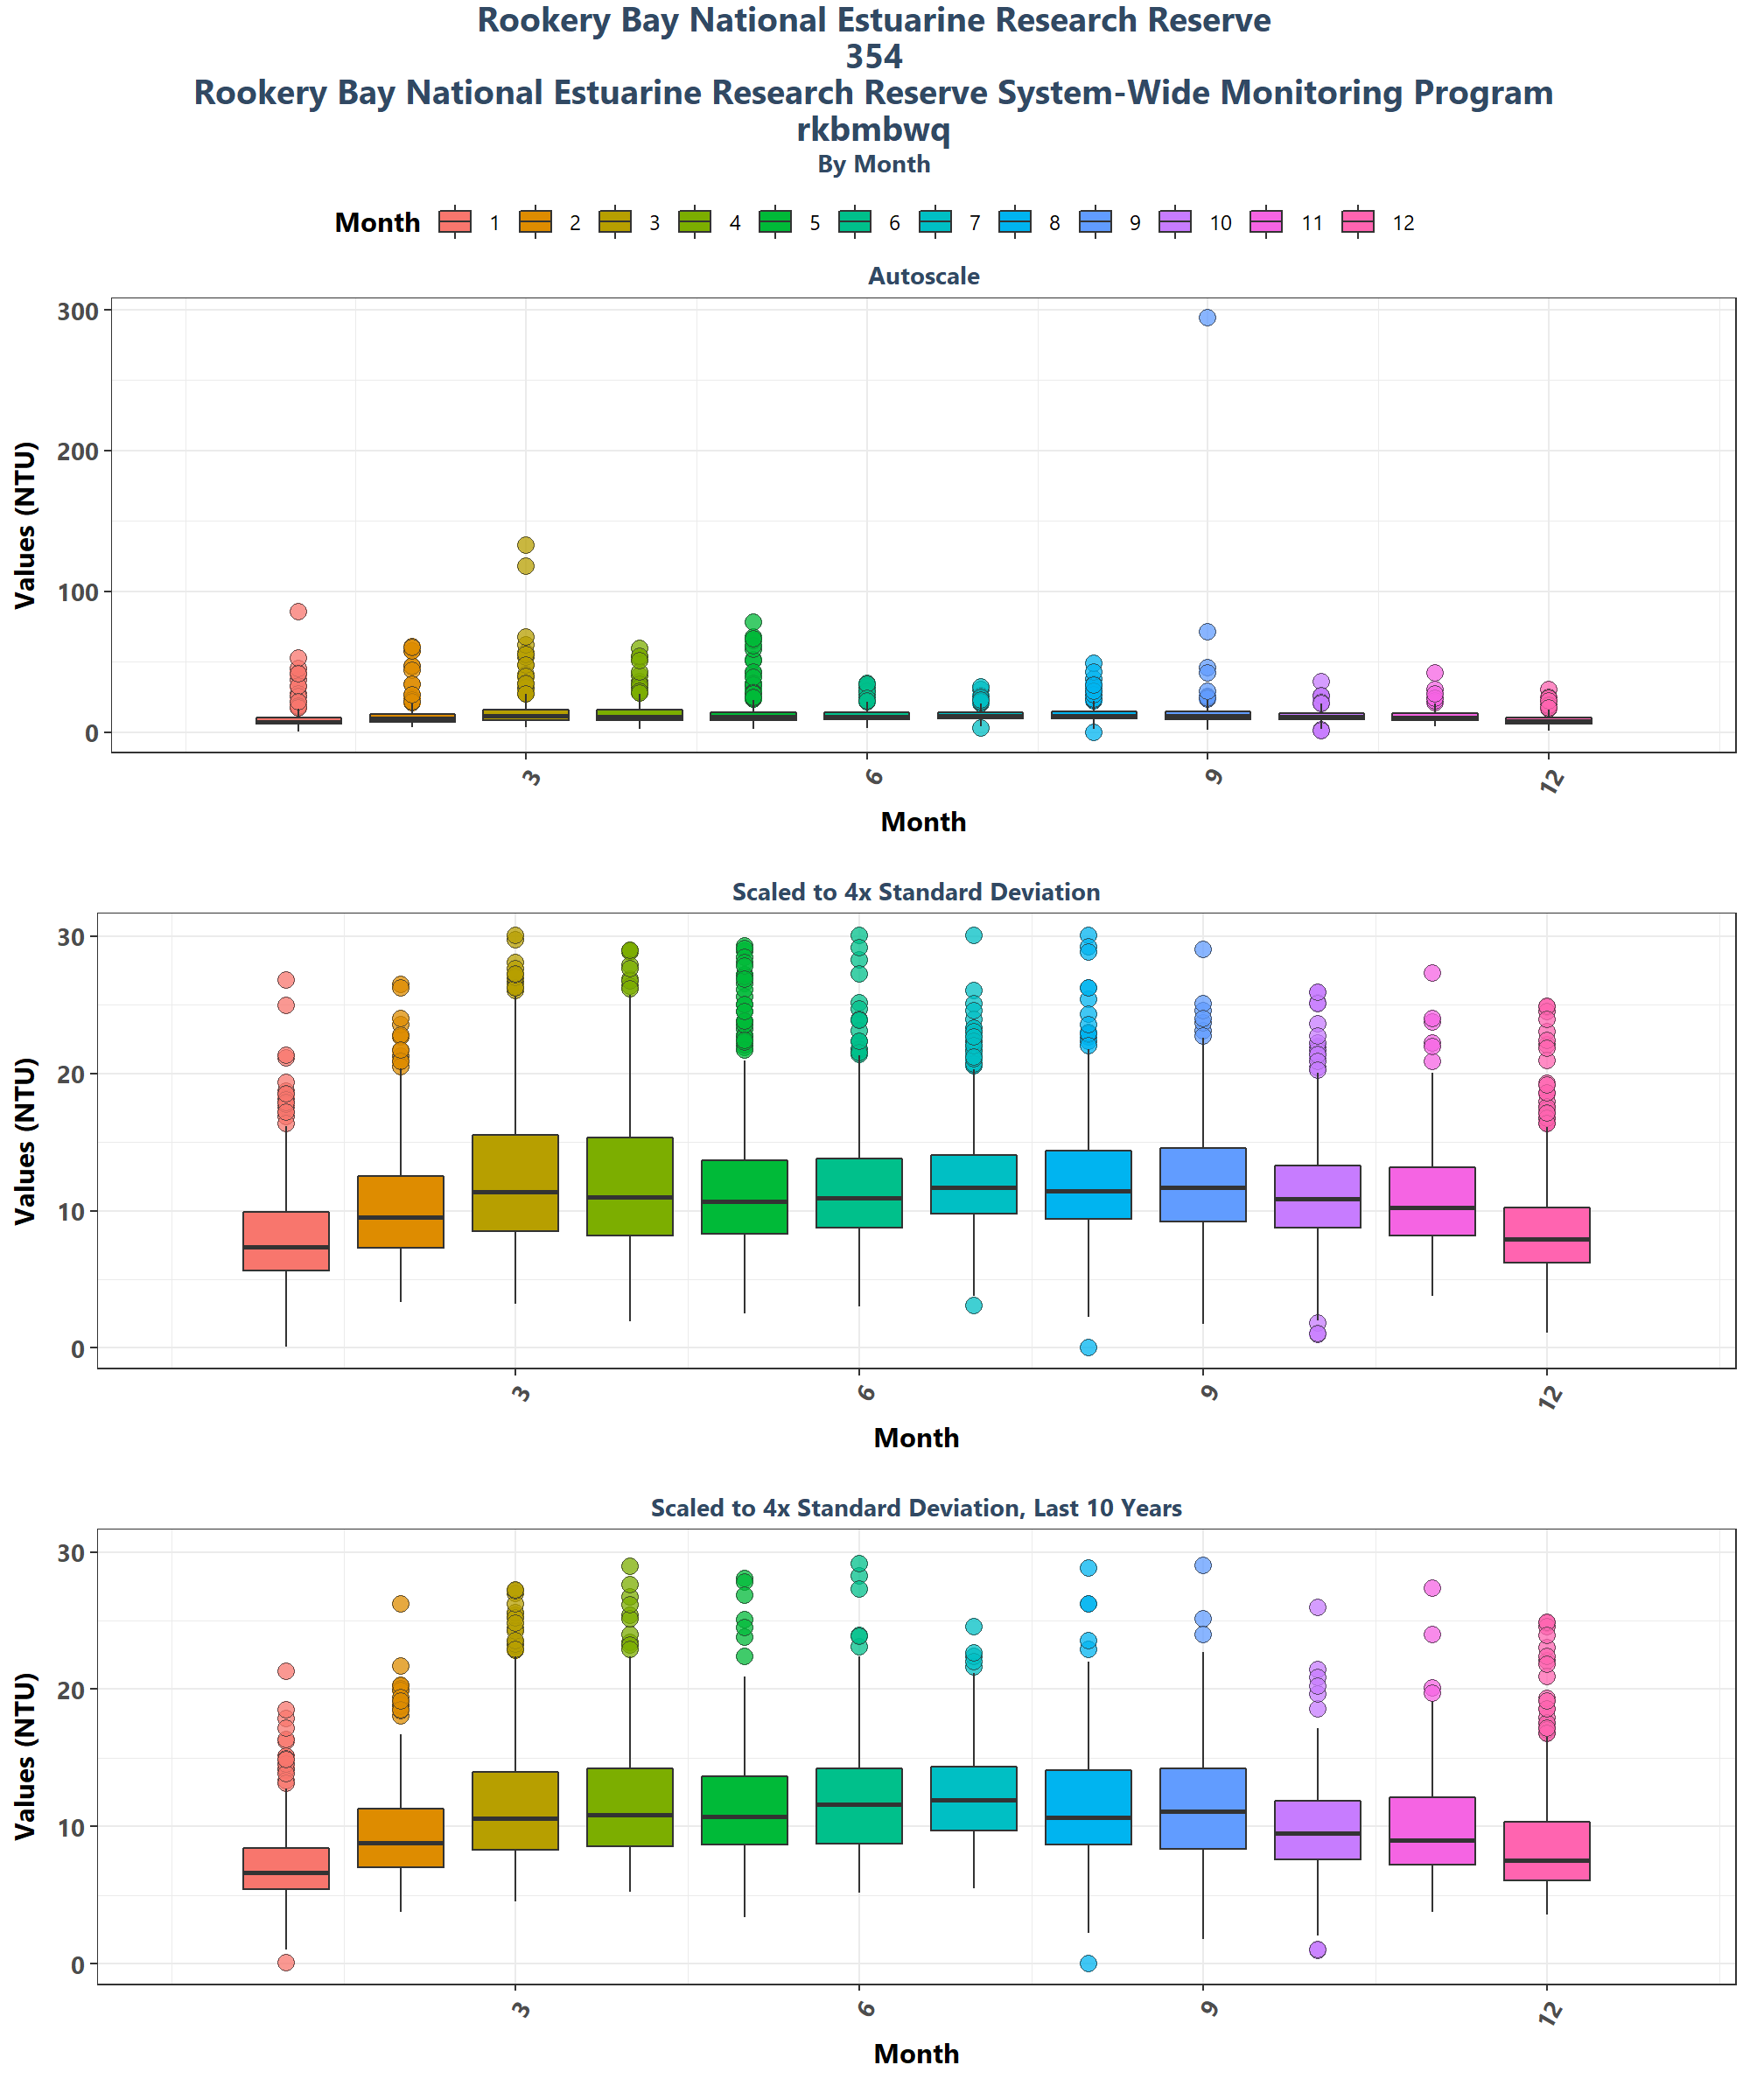 Rookery Bay National Estuarine Research Reserve
354
Rookery Bay National Estuarine Research Reserve System-Wide Monitoring Program
rkbmbwq
By Month
Month 1 2 3 4 5 6 7 8 9 10 11 12
Autoscale
Values (NTU)
300
200
100
0
3 6 9 12
Month
Scaled to 4x Standard Deviation
Values (NTU)
30
20
10
0
3 6 9 12
Month
Scaled to 4x Standard Deviation, Last 10 Years
Values (NTU)
30
20
10
0
3 6 9 12
Month